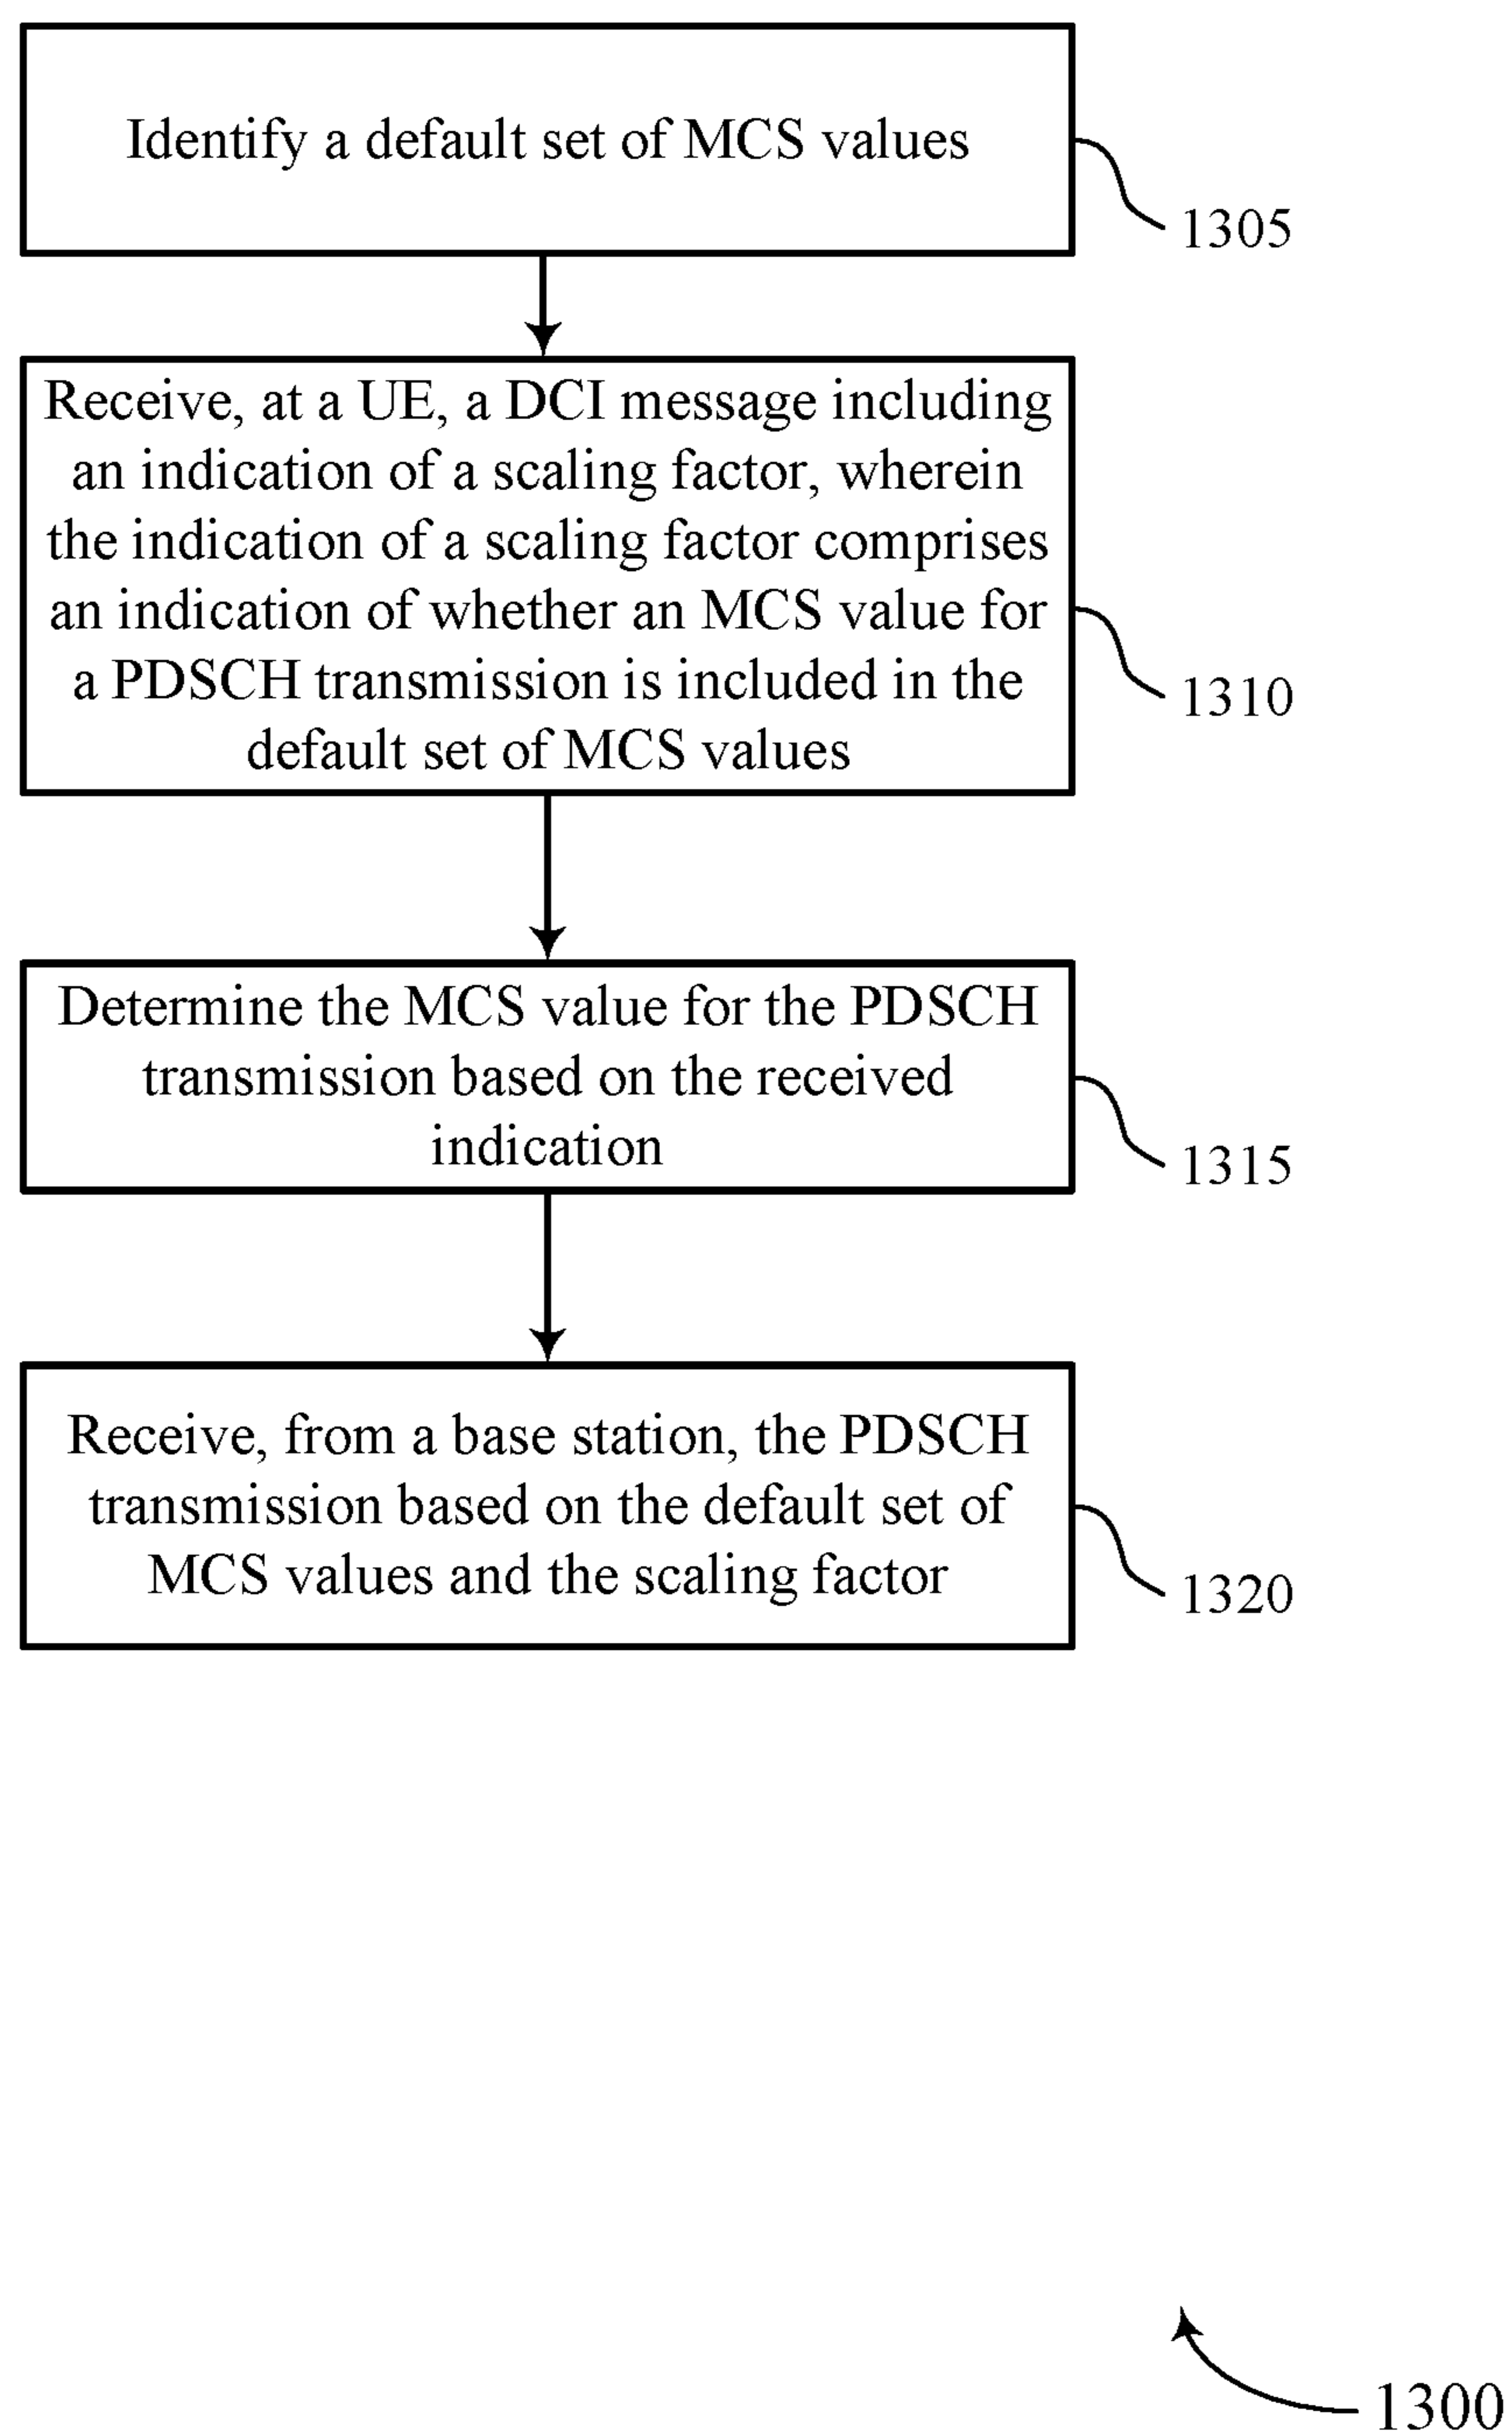 Identify a default set of MCS values
1305
Receive, at a UE, a DCI message including
an indication of a scaling factor, wherein
the indication of a scaling factor comprises
an indication of whether an MCS value for
a PDSCH transmission is included in the
default set of MCS values
1310
Determine the MCS value for the PDSCH
transmission based on the received
indication
1315
Receive, from a base station, the PDSCH
transmission based on the default set of
MCS values and the scaling factor
1320
1300